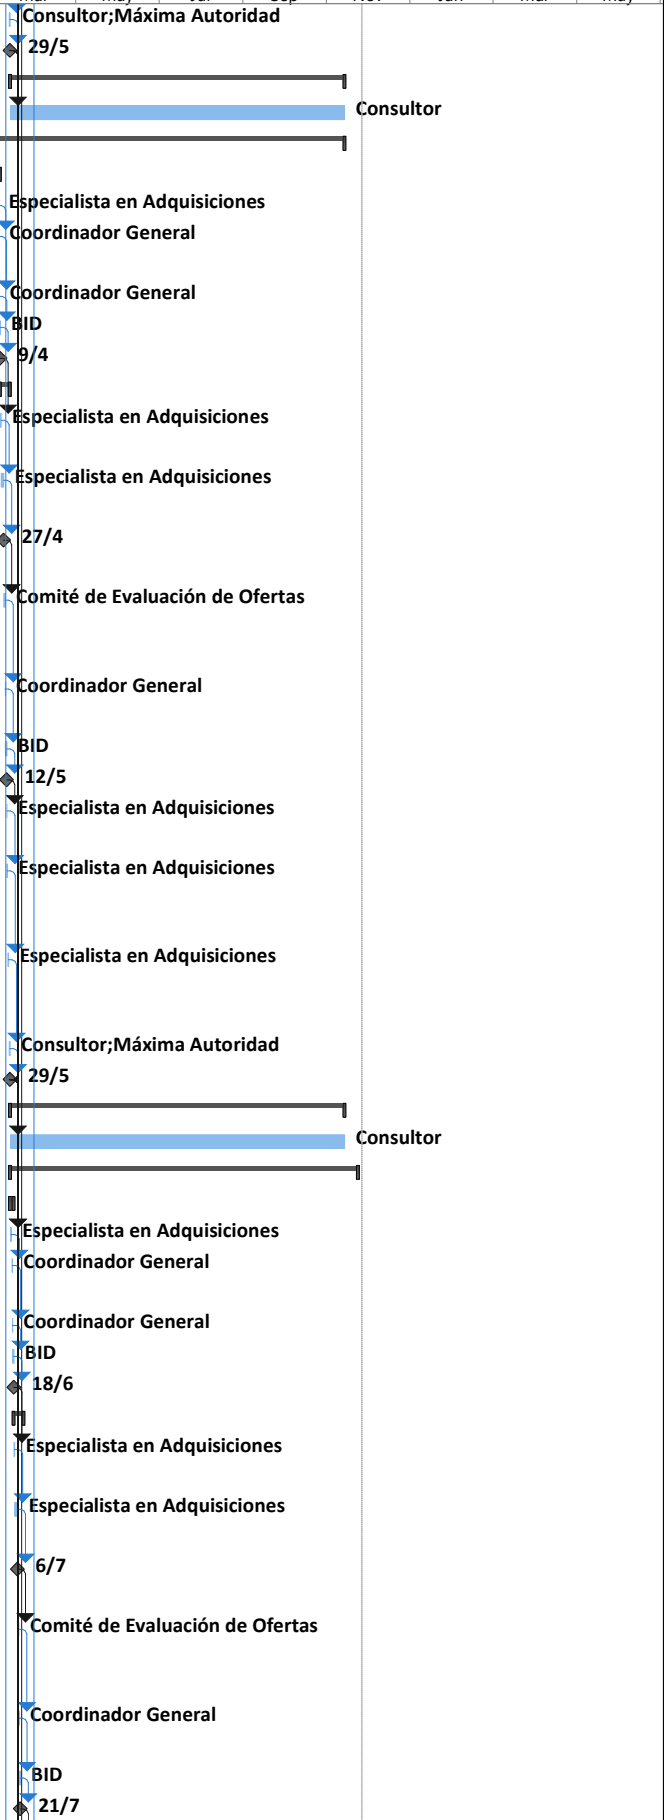 Consultor;Máxima Autoridad
29/5
Consultor
Especialista en Adquisiciones
Coordinador General
Coordinador General
BID
9/4
Especialista en Adquisiciones
Especialista en Adquisiciones
27/4
Comité de Evaluación de Ofertas
Coordinador General
BID
12/5
Especialista en Adquisiciones
Especialista en Adquisiciones
Especialista en Adquisiciones
Consultor;Máxima Autoridad
29/5
Consultor
Especialista en Adquisiciones
Coordinador General
Coordinador General
BID
18/6
Especialista en Adquisiciones
Especialista en Adquisiciones
6/7
Comité de Evaluación de Ofertas
Coordinador General
BID
21/7